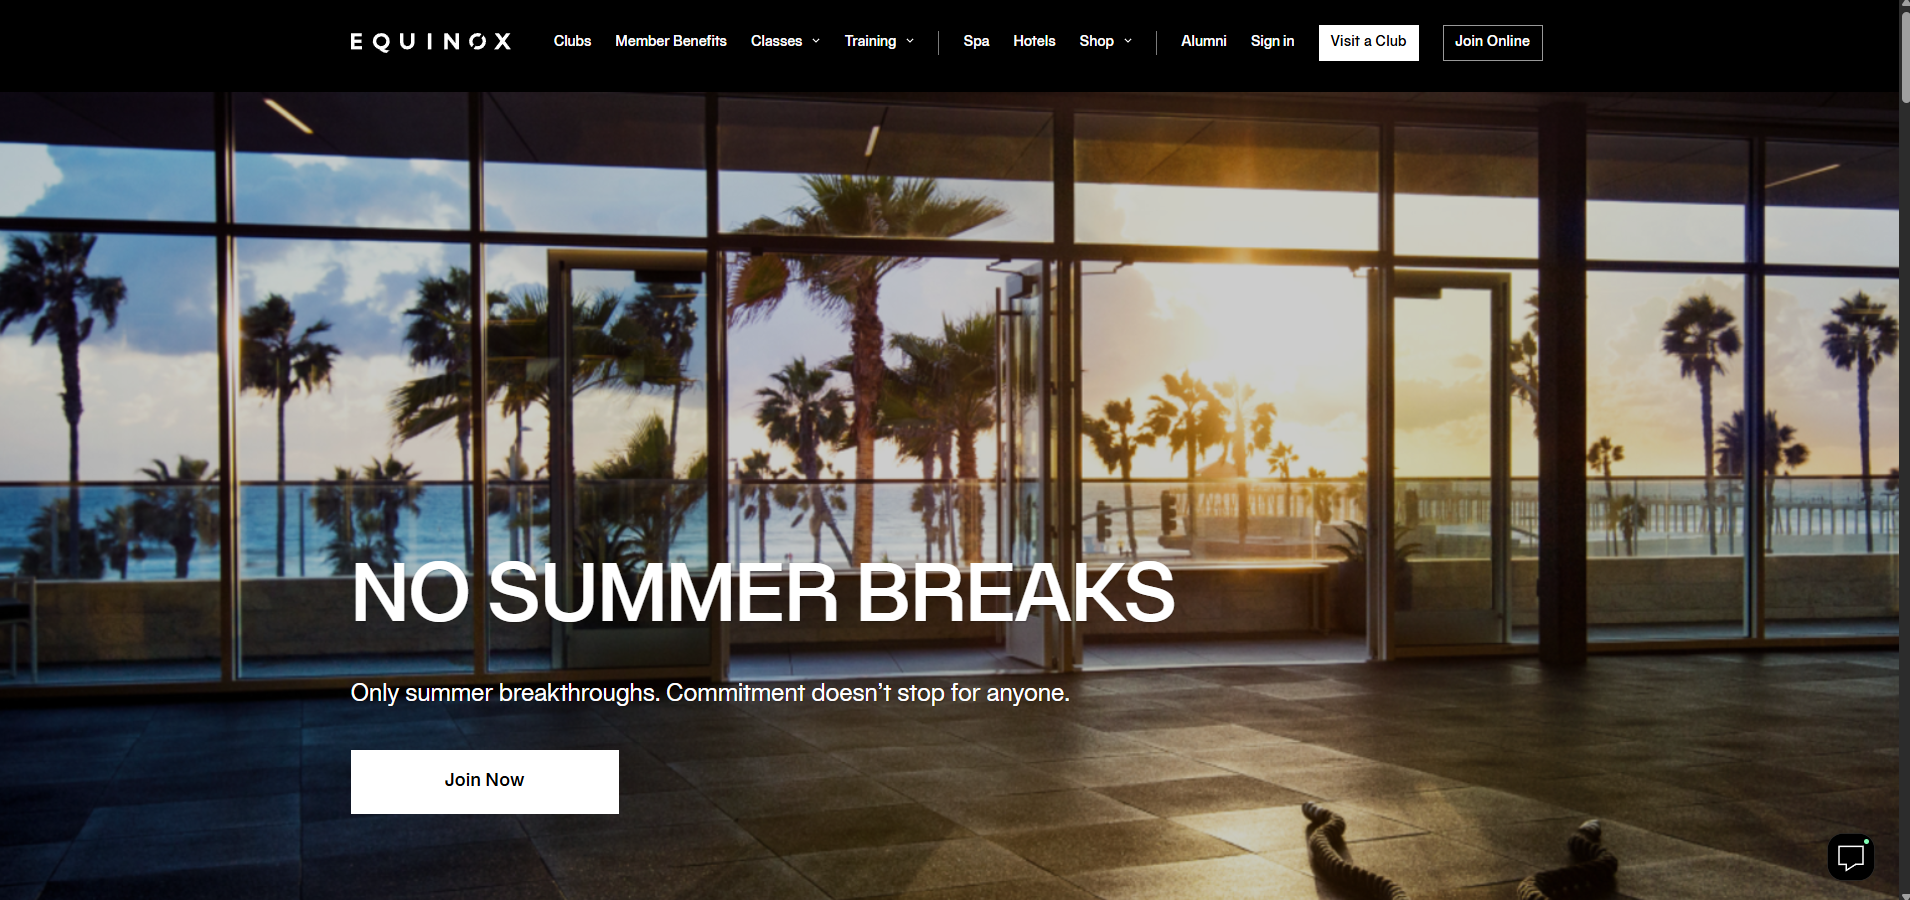 EQUINOX Clubs Member Benefits Classes Training Spa Hotels Shop Alumni Sign in Visit a Club Join Online
NO SUMMER BREAKS
Only summer breakthroughs. Commitment doesn’t stop for anyone.
Join Now